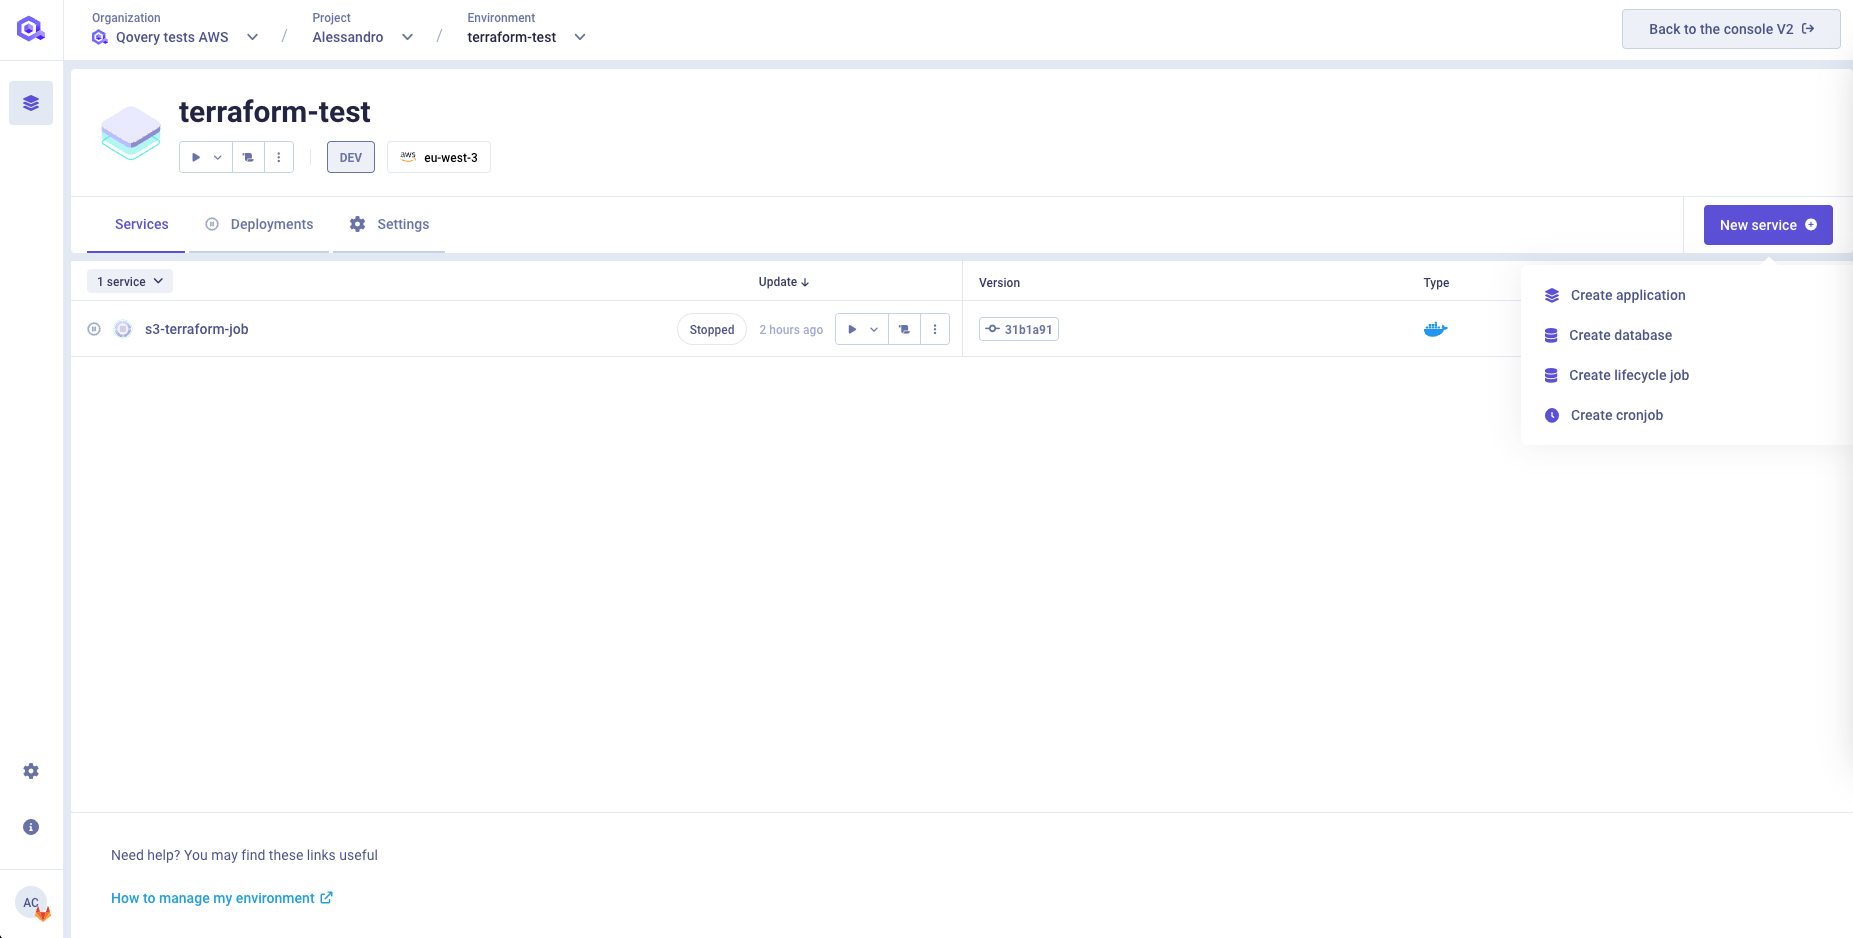 Organization
Qovery tests AWS
/
Project
Alessandro
/
Environment
terraform-test
Back to the console V2
terraform-test
DEV
aws eu-west-3
Services
Deployments
Settings
New service
1 service
Update
Version
Type
s3-terraform-job
Stopped
2 hours ago
31b1a91
Create application
Create database
Create lifecycle job
Create cronjob
Need help? You may find these links useful
How to manage my environment
AC